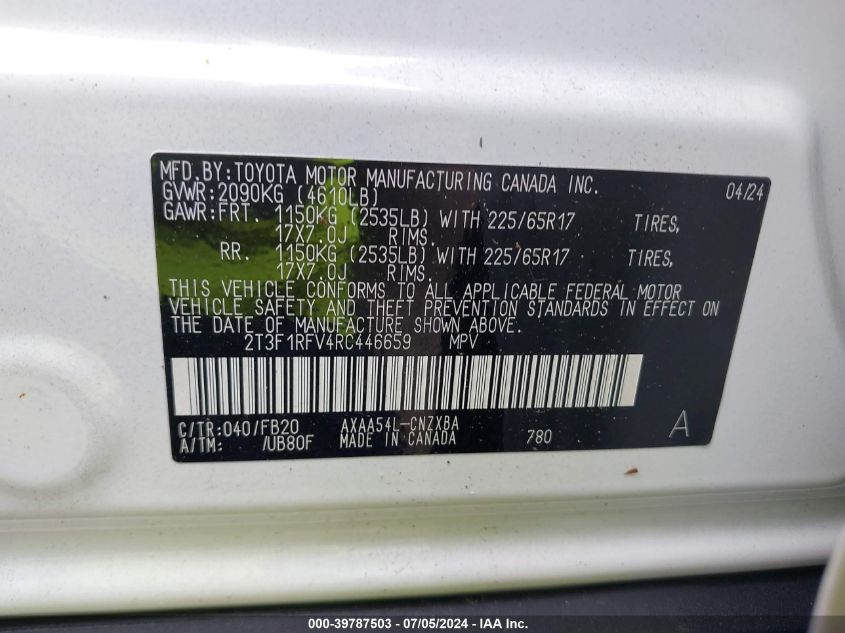 MFD.BY:TOYOTA MOTOR MANUFACTURING CANADA INC. 04/24
GVWR:2090KG (4610LB)
GAWR:FRT. 1150KG (2535LB) WITH 225/65R17 TIRES,
17X7.0J RIMS.
RR. 1150KG (2535LB) WITH 225/65R17 TIRES,
17X7.0J RIMS.
THIS VEHICLE CONFORMS TO ALL APPLICABLE FEDERAL MOTOR
VEHICLE SAFETY AND THEFT PREVENTION STANDARDS IN EFFECT ON
THE DATE OF MANUFACTURE SHOWN ABOVE.
2T3F1RFV4RC446659 MPV
C/TR:040/FB20 AXAA54L-CNZXBA
A/TM: /UB80F MADE IN CANADA 780 A
000-39787503 - 07/05/2024 - IAA Inc.